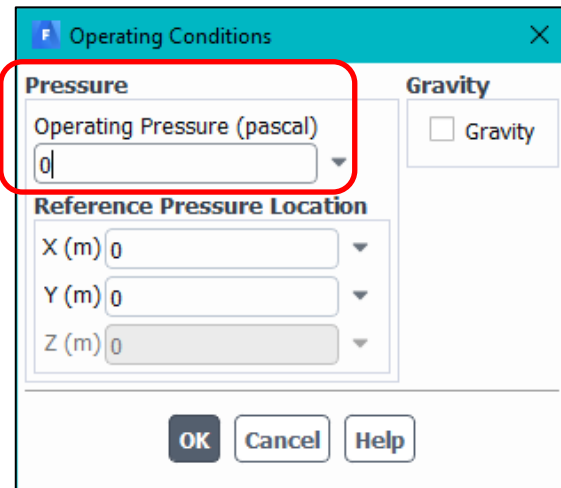 F Operating Conditions
Pressure
Gravity
Operating Pressure (pascal)
Gravity
0
Reference Pressure Location
X (m) 0
Y (m) 0
Z (m) 0
OK Cancel Help